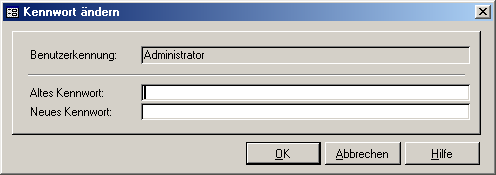 Kennwort ändern
Benutzerkennung: Administrator
Altes Kennwort:
Neues Kennwort:
OK Abbrechen Hilfe